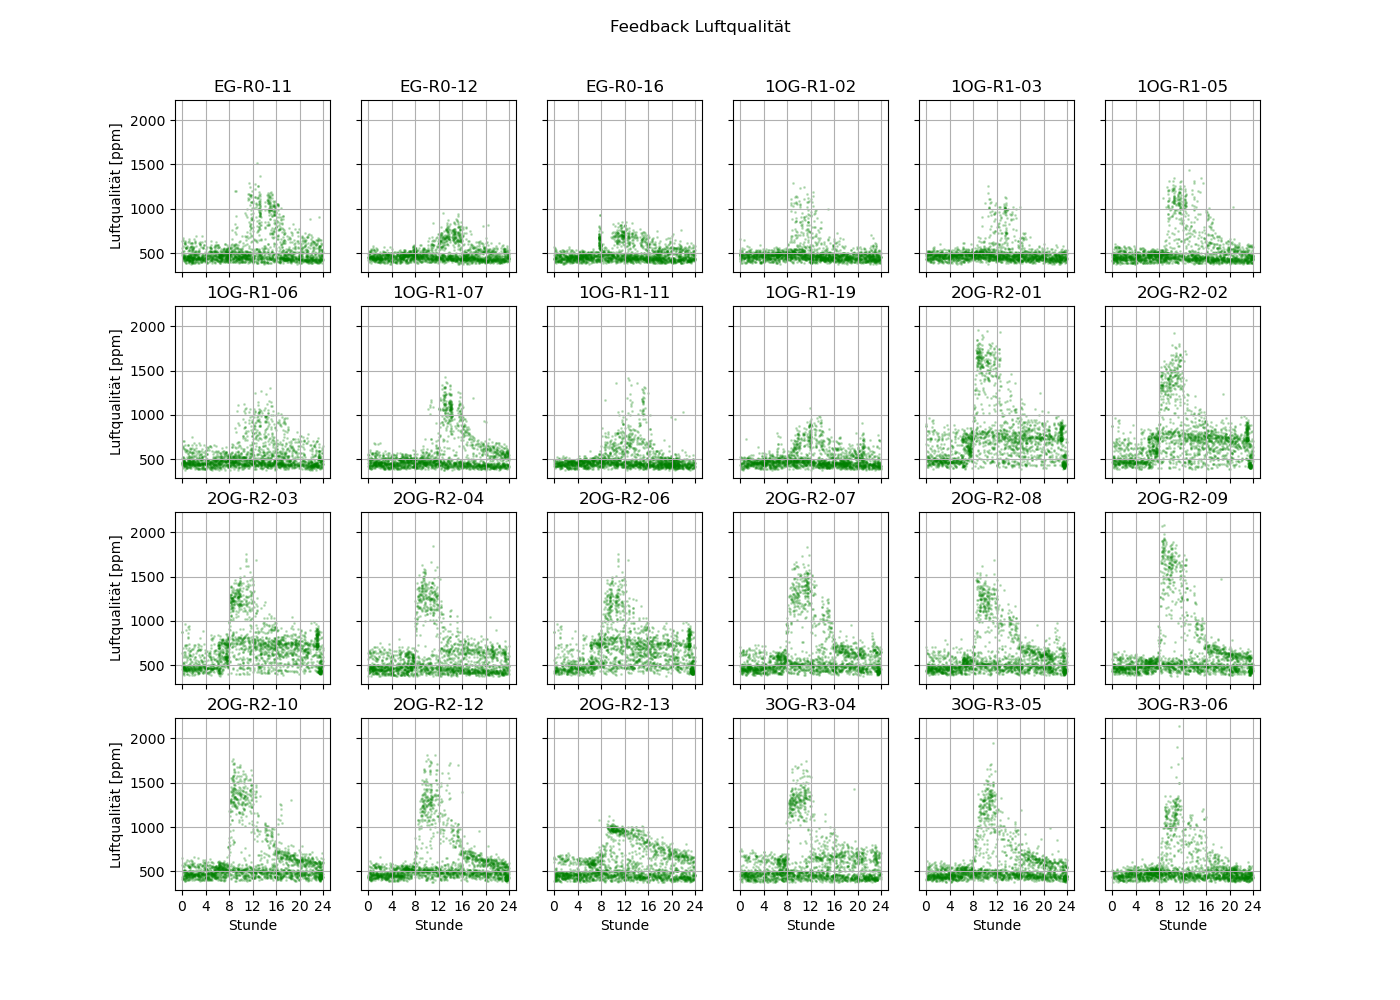 Feedback Luftqualität
EG-R0-11 EG-R0-12 EG-R0-16 1OG-R1-02 1OG-R1-03 1OG-R1-05
2000
1500
1000
500
Luftqualität [ppm]
1OG-R1-06 1OG-R1-07 1OG-R1-11 1OG-R1-19 2OG-R2-01 2OG-R2-02
2000
1500
1000
500
Luftqualität [ppm]
2OG-R2-03 2OG-R2-04 2OG-R2-06 2OG-R2-07 2OG-R2-08 2OG-R2-09
2000
1500
1000
500
Luftqualität [ppm]
2OG-R2-10 2OG-R2-12 2OG-R2-13 3OG-R3-04 3OG-R3-05 3OG-R3-06
2000
1500
1000
500
Luftqualität [ppm]
0 4 8 12 16 20 24 0 4 8 12 16 20 24 0 4 8 12 16 20 24 0 4 8 12 16 20 24 0 4 8 12 16 20 24 0 4 8 12 16 20 24
Stunde Stunde Stunde Stunde Stunde Stunde